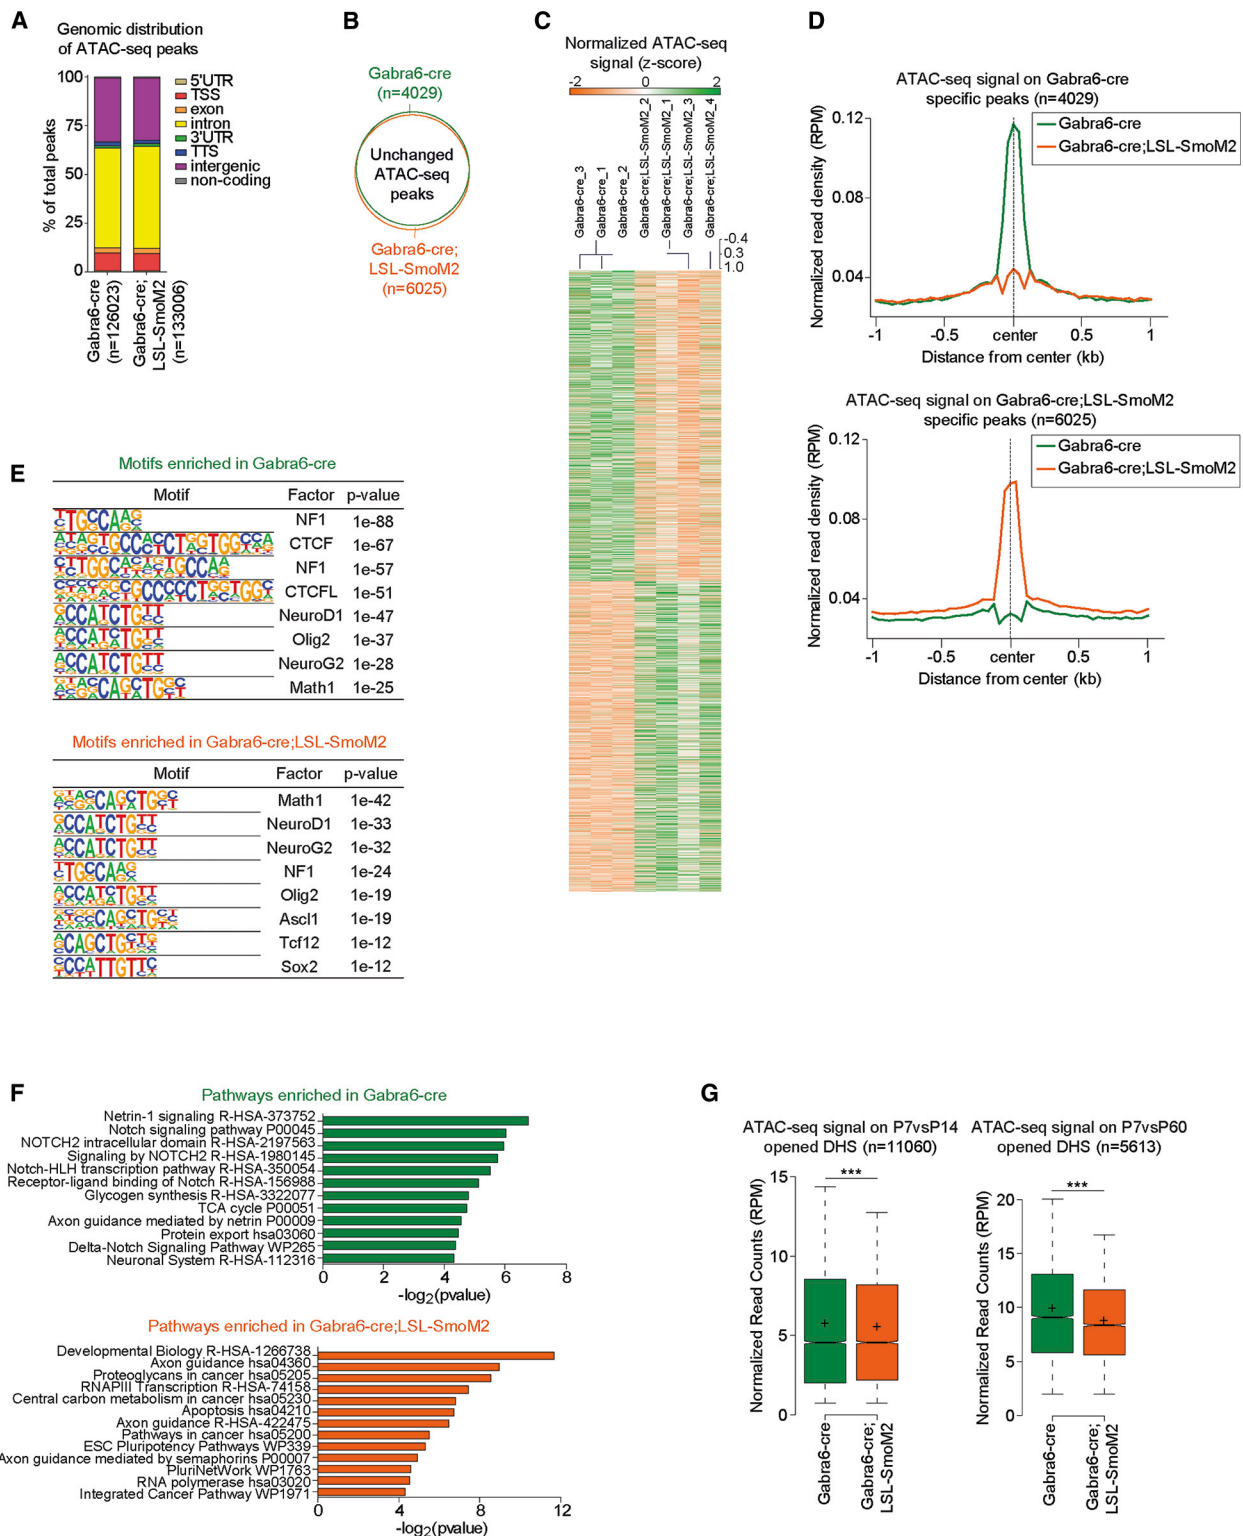 A
Genomic distribution
of ATAC-seq peaks
100
75
50
25
0
% of total peaks
5'UTR
TSS
exon
intron
3'UTR
TTS
intergenic
non-coding
Gabra6-cre
(n=126023)
Gabra6-cre;
LSL-SmoM2
(n=133006)
B
Gabra6-cre
(n=4029)
Unchanged
ATAC-seq
peaks
Gabra6-cre;
LSL-SmoM2
(n=6025)
C
Normalized ATAC-seq
signal (z-score)
-2 0 2
Gabra6-cre_3
Gabra6-cre_1
Gabra6-cre_2
Gabra6-cre;LSL-SmoM2_2
Gabra6-cre;LSL-SmoM2_1
Gabra6-cre;LSL-SmoM2_3
Gabra6-cre;LSL-SmoM2_4
-0.4
0.3
1.0
D
ATAC-seq signal on Gabra6-cre
specific peaks (n=4029)
Gabra6-cre
Gabra6-cre;LSL-SmoM2
Normalized read density (RPM)
0.12
0.08
0.04
-1 -0.5 center 0.5 1
Distance from center (kb)
ATAC-seq signal on Gabra6-cre;LSL-SmoM2
specific peaks (n=6025)
Gabra6-cre
Gabra6-cre;LSL-SmoM2
Normalized read density (RPM)
0.12
0.08
0.04
-1 -0.5 center 0.5 1
Distance from center (kb)
E
Motifs enriched in Gabra6-cre
Motif Factor p-value
NF1 1e-88
CTCF 1e-67
NF1 1e-57
CTCFL 1e-51
NeuroD1 1e-47
Olig2 1e-37
NeuroG2 1e-28
Math1 1e-25
Motifs enriched in Gabra6-cre;LSL-SmoM2
Motif Factor p-value
Math1 1e-42
NeuroD1 1e-33
NeuroG2 1e-32
NF1 1e-24
Olig2 1e-19
Ascl1 1e-19
Tcf12 1e-12
Sox2 1e-12
F
Pathways enriched in Gabra6-cre
Netrin-1 signaling R-HSA-373752
Notch signaling pathway P00045
NOTCH2 intracellular domain R-HSA-2197563
Signaling by NOTCH2 R-HSA-1980145
Notch-HLH transcription pathway R-HSA-350054
Receptor-ligand binding of Notch R-HSA-156988
Glycogen synthesis R-HSA-3322077
TCA cycle P00051
Axon guidance mediated by netrin P00009
Protein export hsa03060
Delta-Notch Signaling Pathway WP265
Neuronal System R-HSA-112316
0 2 4 6 8
-log2(pvalue)
Pathways enriched in Gabra6-cre;LSL-SmoM2
Developmental Biology R-HSA-1266738
Axon guidance hsa04360
Proteoglycans in cancer hsa05205
RNAPIII Transcription R-HSA-74158
Central carbon metabolism in cancer hsa05230
Apoptosis hsa04210
Axon guidance R-HSA-422475
Pathways in cancer hsa05200
ESC Pluripotency Pathways WP339
Axon guidance mediated by semaphorins P00007
PluriNetWork WP1763
RNA polymerase hsa03020
Integrated Cancer Pathway WP1971
0 4 8 12
-log2(pvalue)
G
ATAC-seq signal on P7vsP14
opened DHS (n=11060)
***
Normalized Read Counts (RPM)
15
10
5
0
Gabra6-cre
Gabra6-cre;
LSL-SmoM2
ATAC-seq signal on P7vsP60
opened DHS (n=5613)
***
Normalized Read Counts (RPM)
20
15
10
5
0
Gabra6-cre
Gabra6-cre;
LSL-SmoM2